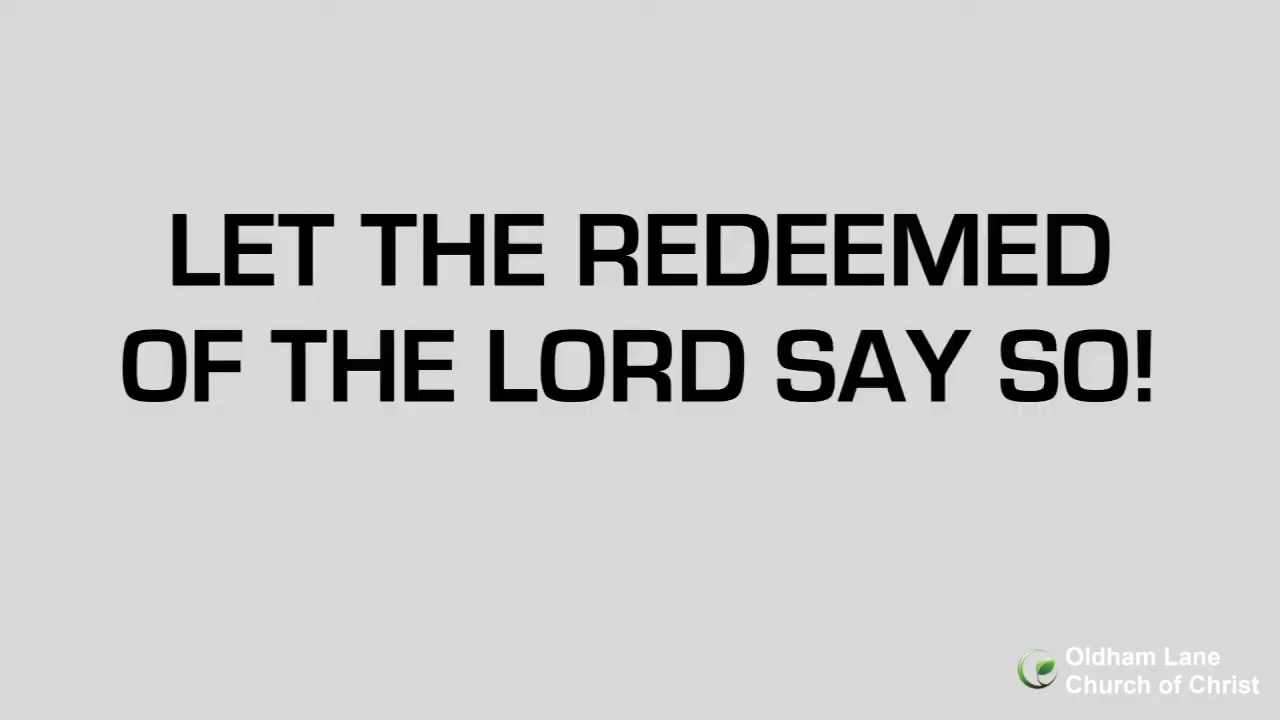 LET THE REDEEMED
OF THE LORD SAY SO!
Oldham Lane
Church of Christ